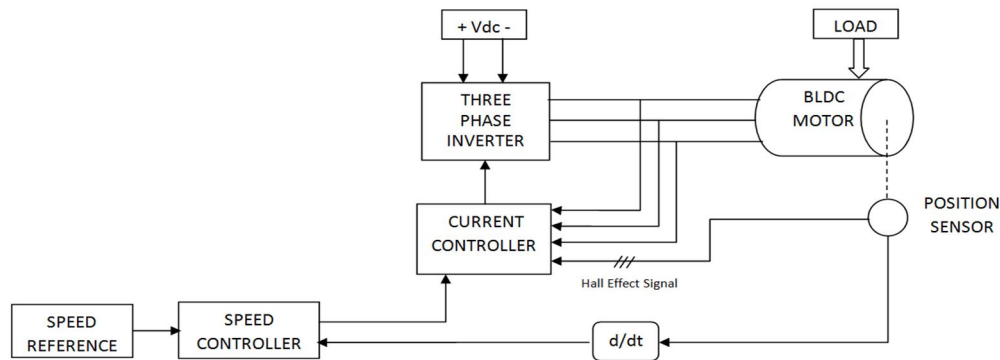 + Vdc -
LOAD
THREE
PHASE
INVERTER
BLDC
MOTOR
CURRENT
CONTROLLER
POSITION
SENSOR
Hall Effect Signal
SPEED
REFERENCE
SPEED
CONTROLLER
d/dt